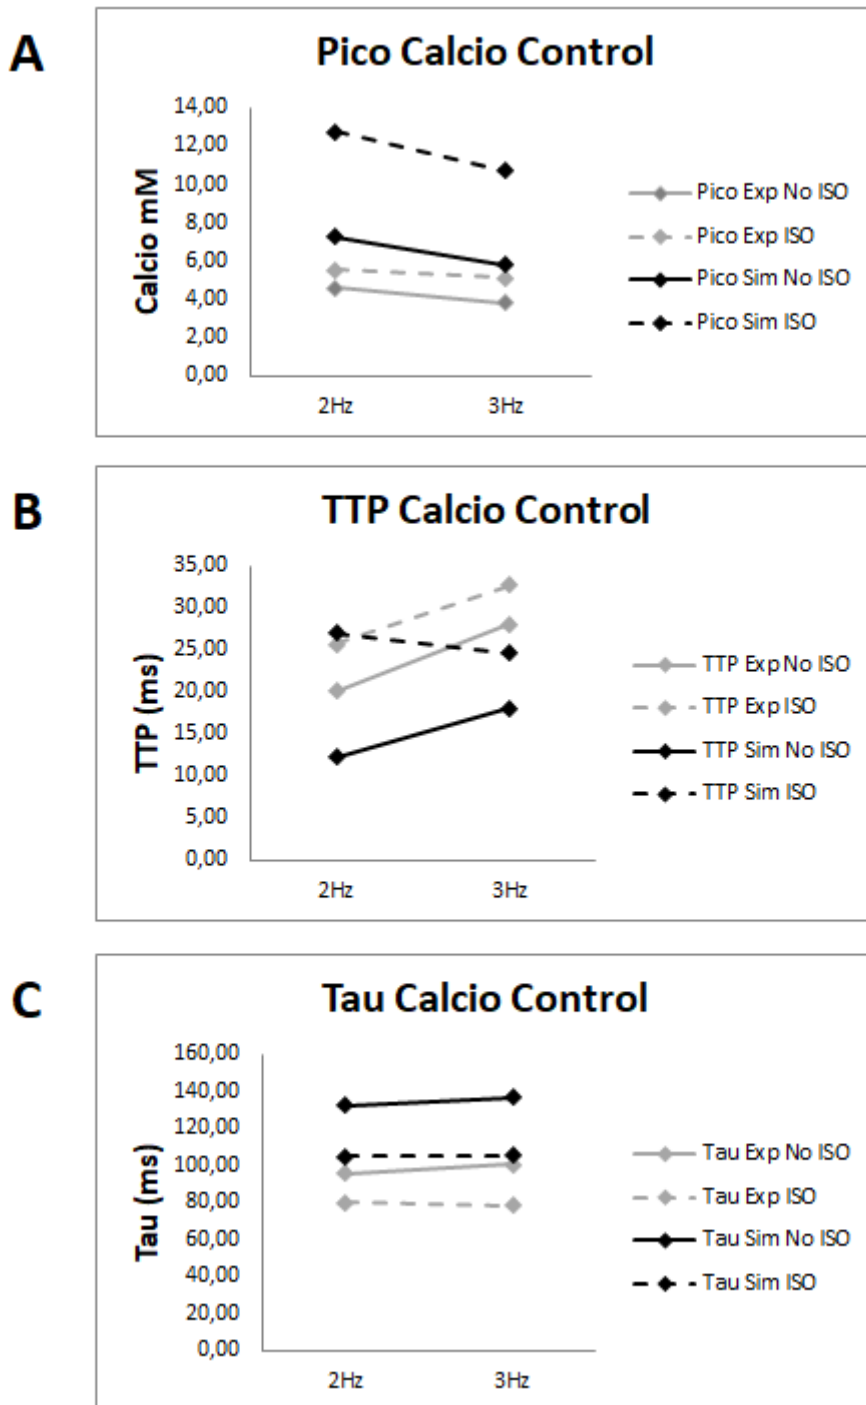 A
Pico Calcio Control
Calcio mM
14,00
12,00
10,00
8,00
6,00
4,00
2,00
0,00
2Hz
3Hz
Pico Exp No ISO
Pico Exp ISO
Pico Sim No ISO
Pico Sim ISO
B
TTP Calcio Control
TTP (ms)
35,00
30,00
25,00
20,00
15,00
10,00
5,00
0,00
2Hz
3Hz
TTP Exp No ISO
TTP Exp ISO
TTP Sim No ISO
TTP Sim ISO
C
Tau Calcio Control
Tau (ms)
160,00
140,00
120,00
100,00
80,00
60,00
40,00
20,00
0,00
2Hz
3Hz
Tau Exp No ISO
Tau Exp ISO
Tau Sim No ISO
Tau Sim ISO